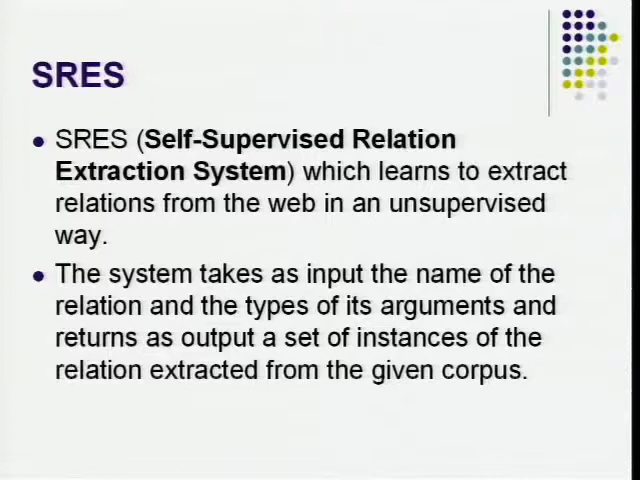 SRES
SRES (Self-Supervised Relation
Extraction System) which learns to extract
relations from the web in an unsupervised
way.
The system takes as input the name of the
relation and the types of its arguments and
returns as output a set of instances of the
relation extracted from the given corpus.